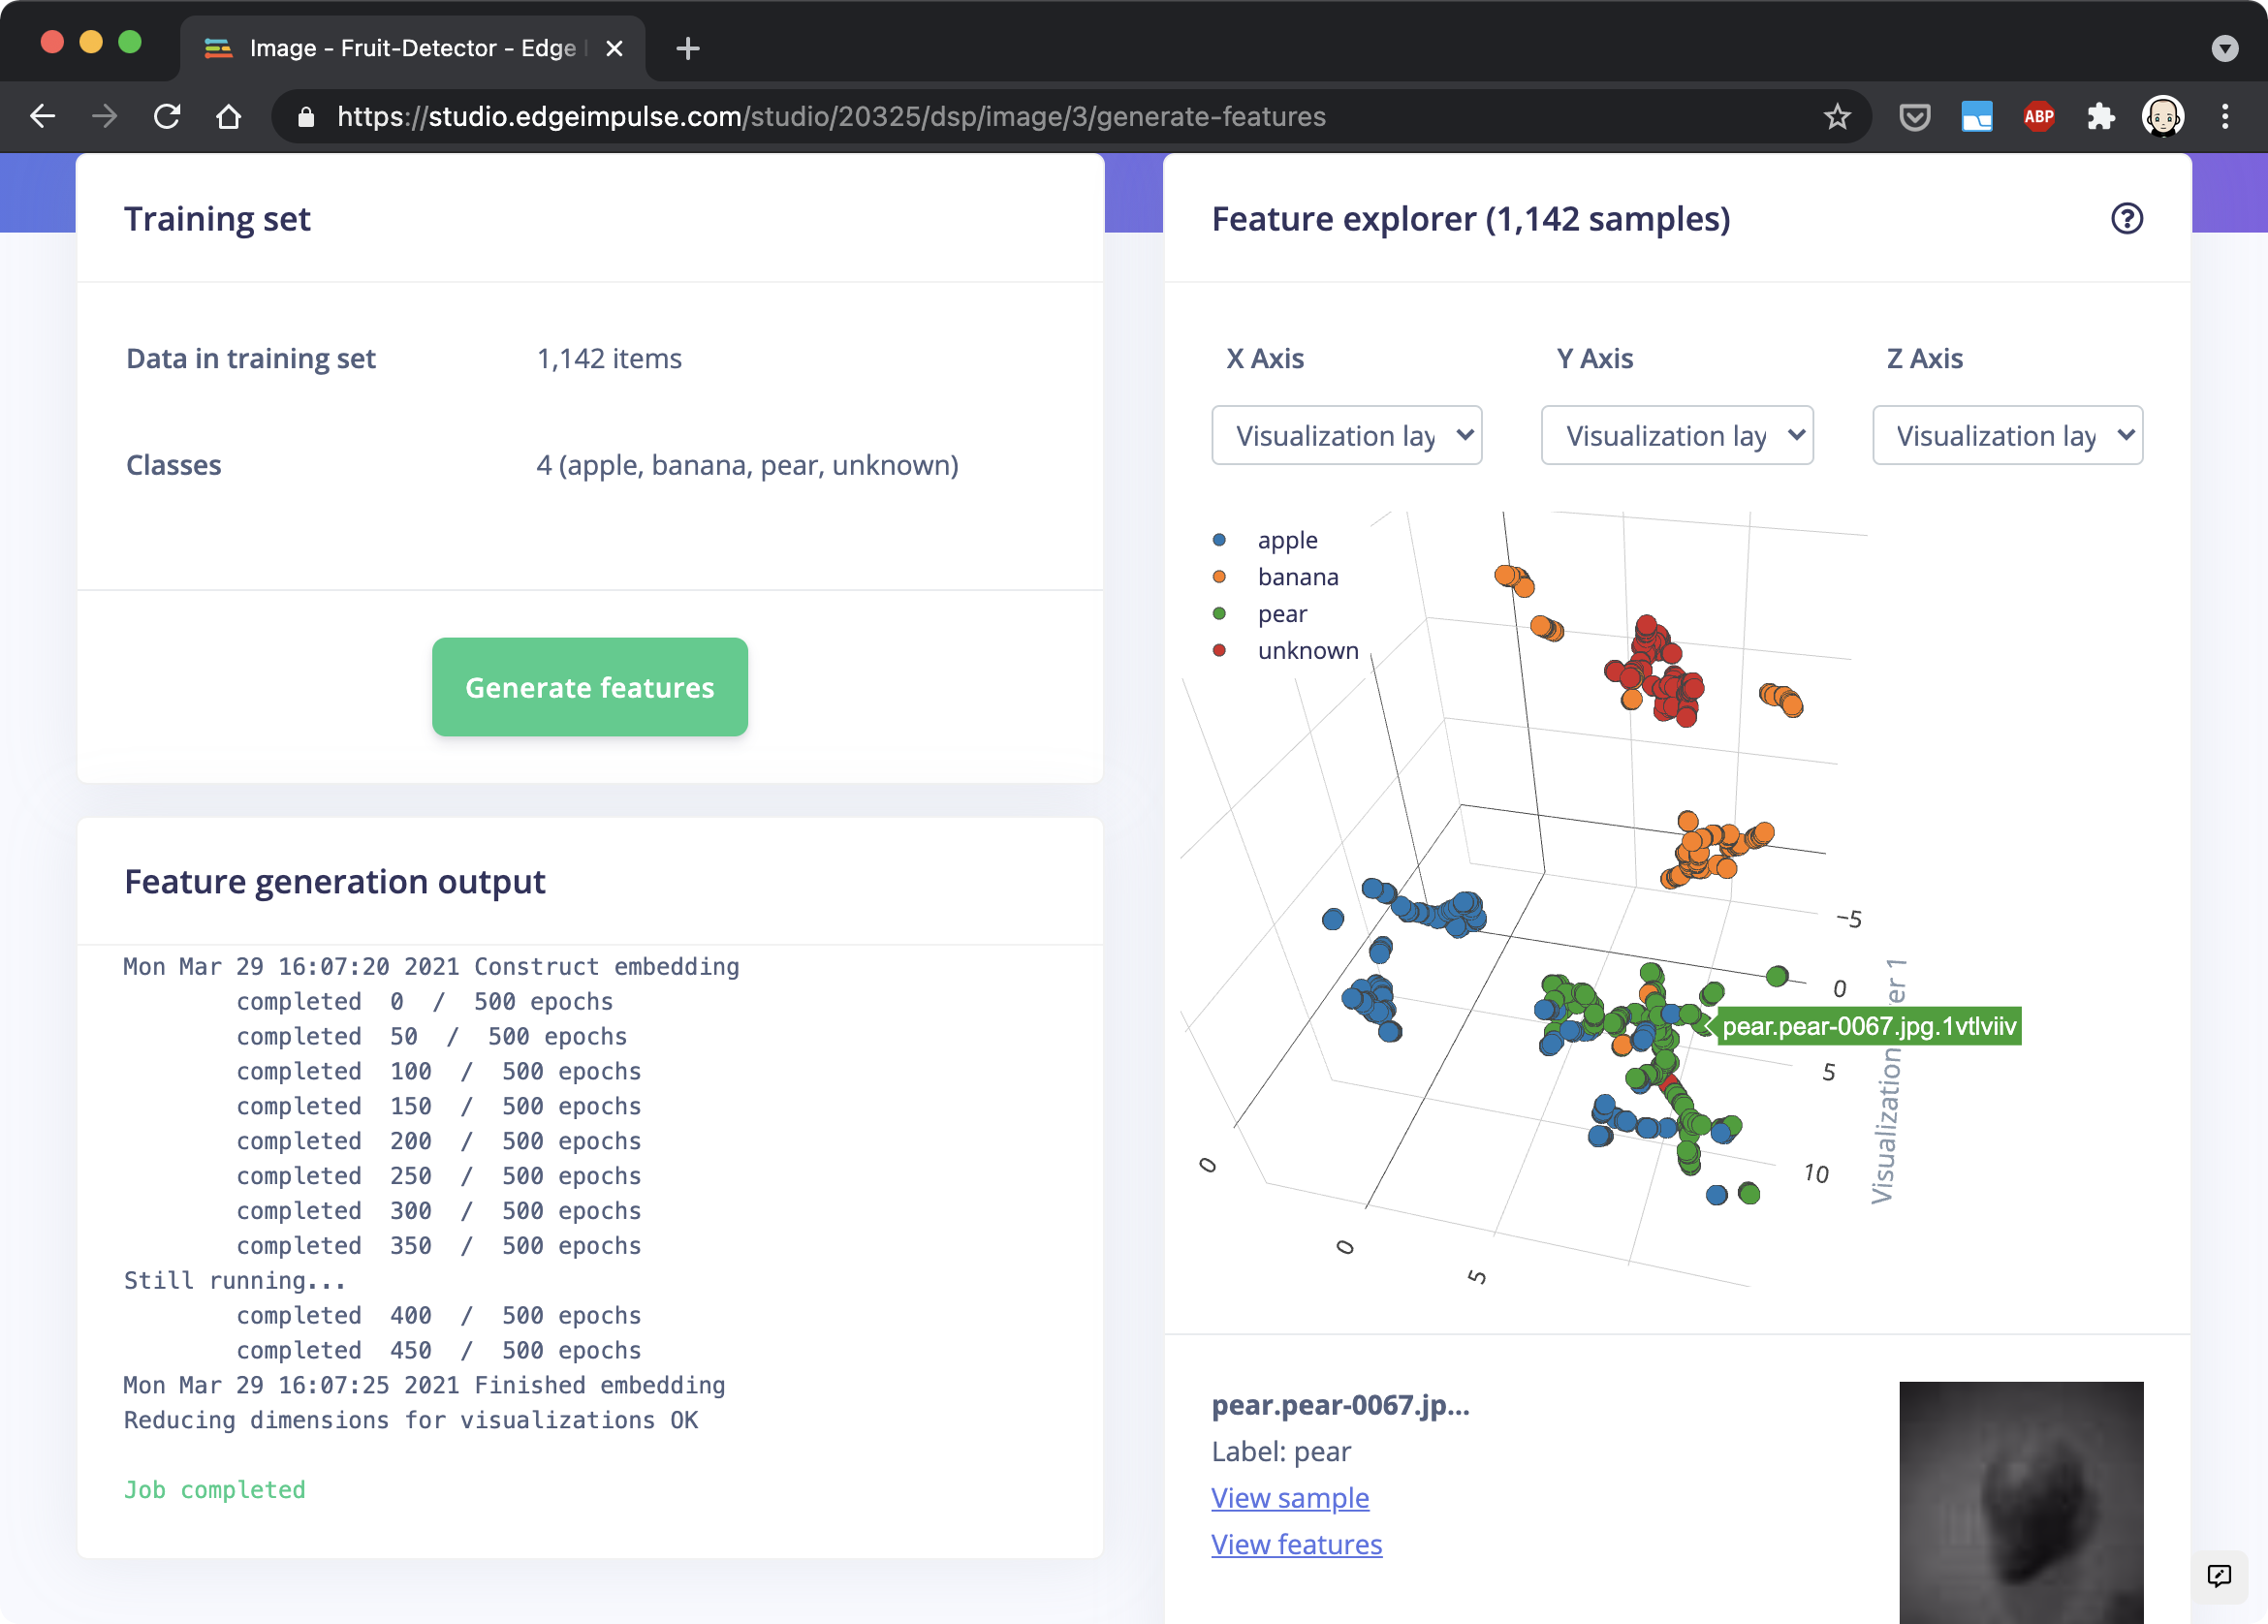 Image - Fruit-Detector - Edge
https://studio.edgeimpulse.com/studio/20325/dsp/image/3/generate-features
ABP
Training set
Data in training set 1,142 items
Classes 4 (apple, banana, pear, unknown)
Generate features
Feature generation output
Mon Mar 29 16:07:20 2021 Construct embedding
completed 0 / 500 epochs
completed 50 / 500 epochs
completed 100 / 500 epochs
completed 150 / 500 epochs
completed 200 / 500 epochs
completed 250 / 500 epochs
completed 300 / 500 epochs
completed 350 / 500 epochs
Still running...
completed 400 / 500 epochs
completed 450 / 500 epochs
Mon Mar 29 16:07:25 2021 Finished embedding
Reducing dimensions for visualizations OK
Job completed
Feature explorer (1,142 samples)
?
X Axis Y Axis Z Axis
Visualization lay Visualization lay Visualization lay
apple
banana
pear
unknown
−5
0
5
10
Visualization er 1
pear.pear-0067.jpg.1vtlviiv
0
0
5
pear.pear-0067.jp...
Label: pear
View sample
View features